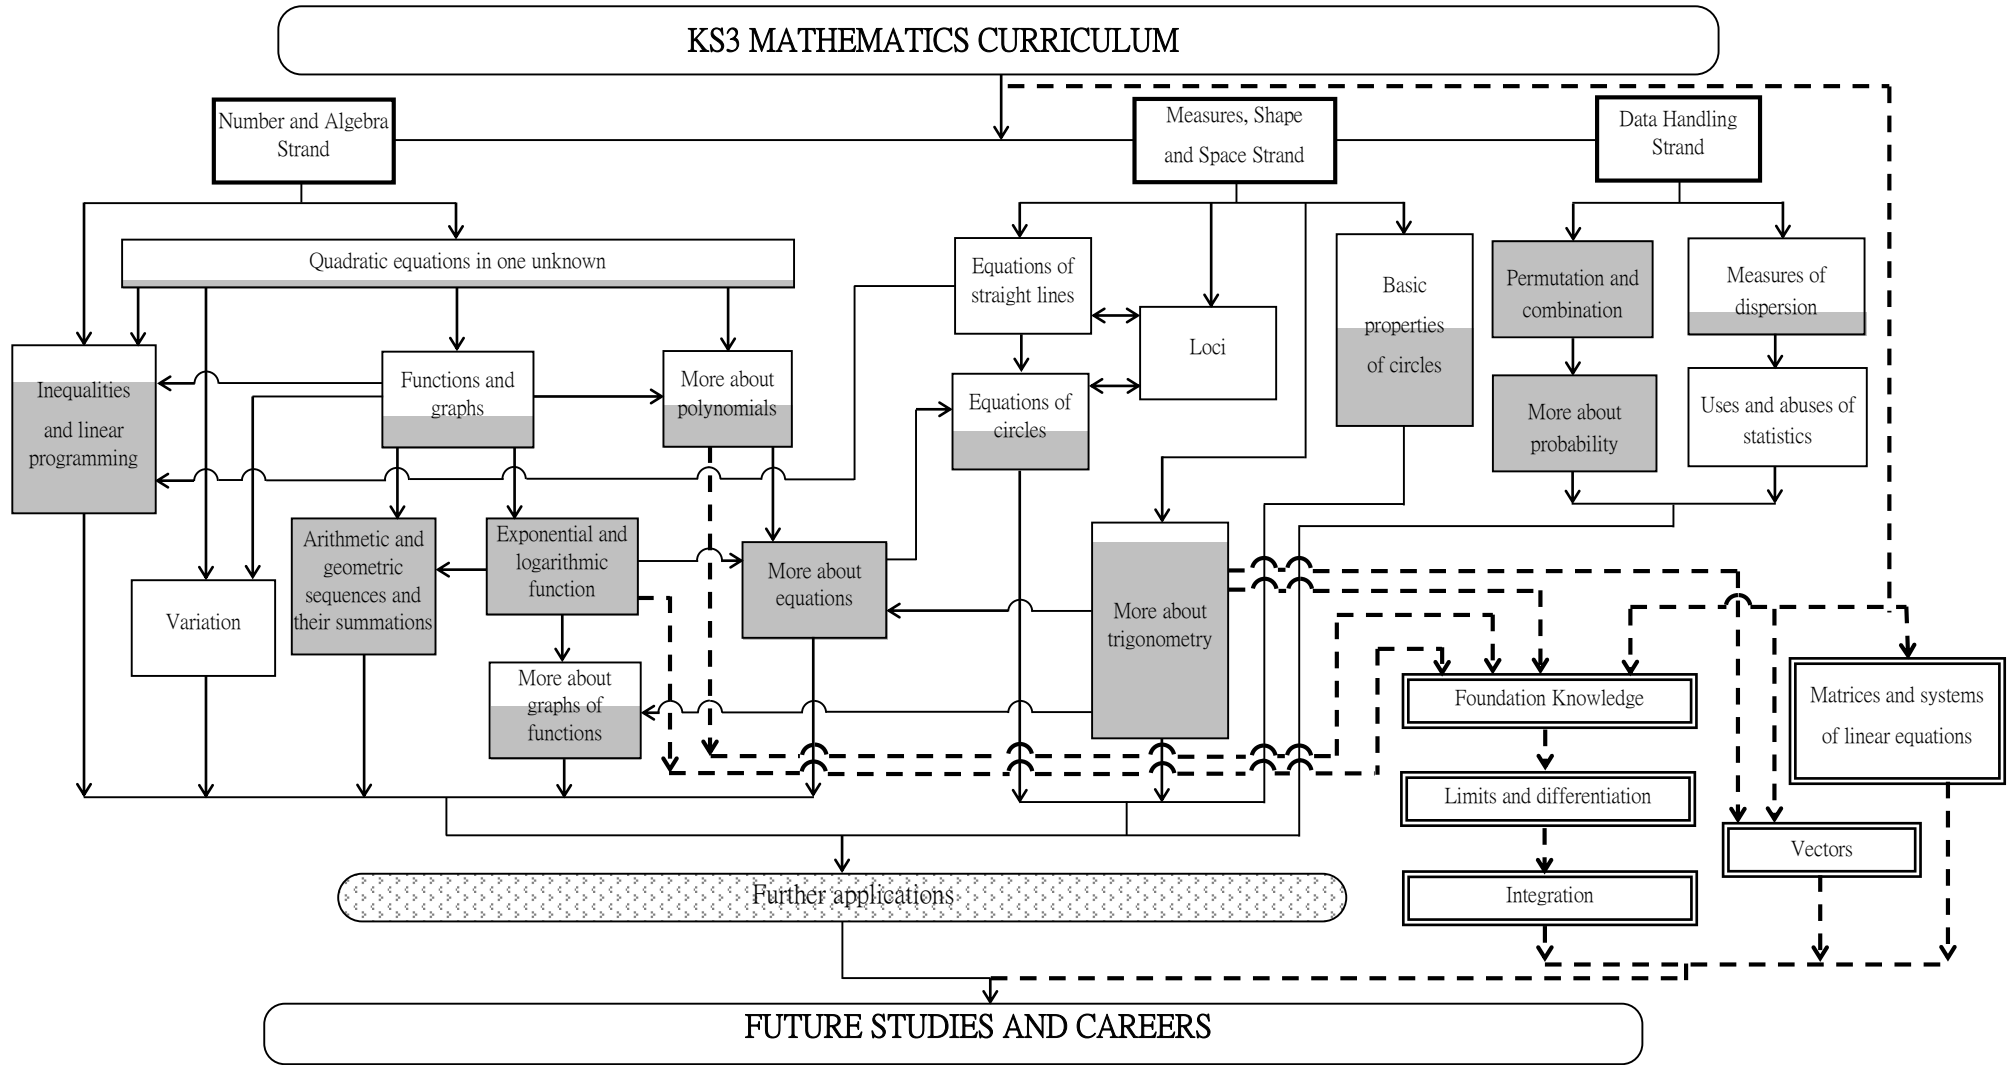 KS3 MATHEMATICS CURRICULUM
Number and Algebra
Strand
Measures, Shape
and Space Strand
Data Handling
Strand
Quadratic equations in one unknown
Equations of
straight lines
Loci
Basic
properties
of circles
Permutation and
combination
Measures of
dispersion
Inequalities
and linear
programming
Functions and
graphs
More about
polynomials
Equations of
circles
More about
probability
Uses and abuses of
statistics
Variation
Arithmetic and
geometric
sequences and
their summations
Exponential and
logarithmic
function
More about
equations
More about
trigonometry
More about
graphs of
functions
Foundation Knowledge
Matrices and systems
of linear equations
Limits and differentiation
Vectors
Integration
Further applications
FUTURE STUDIES AND CAREERS